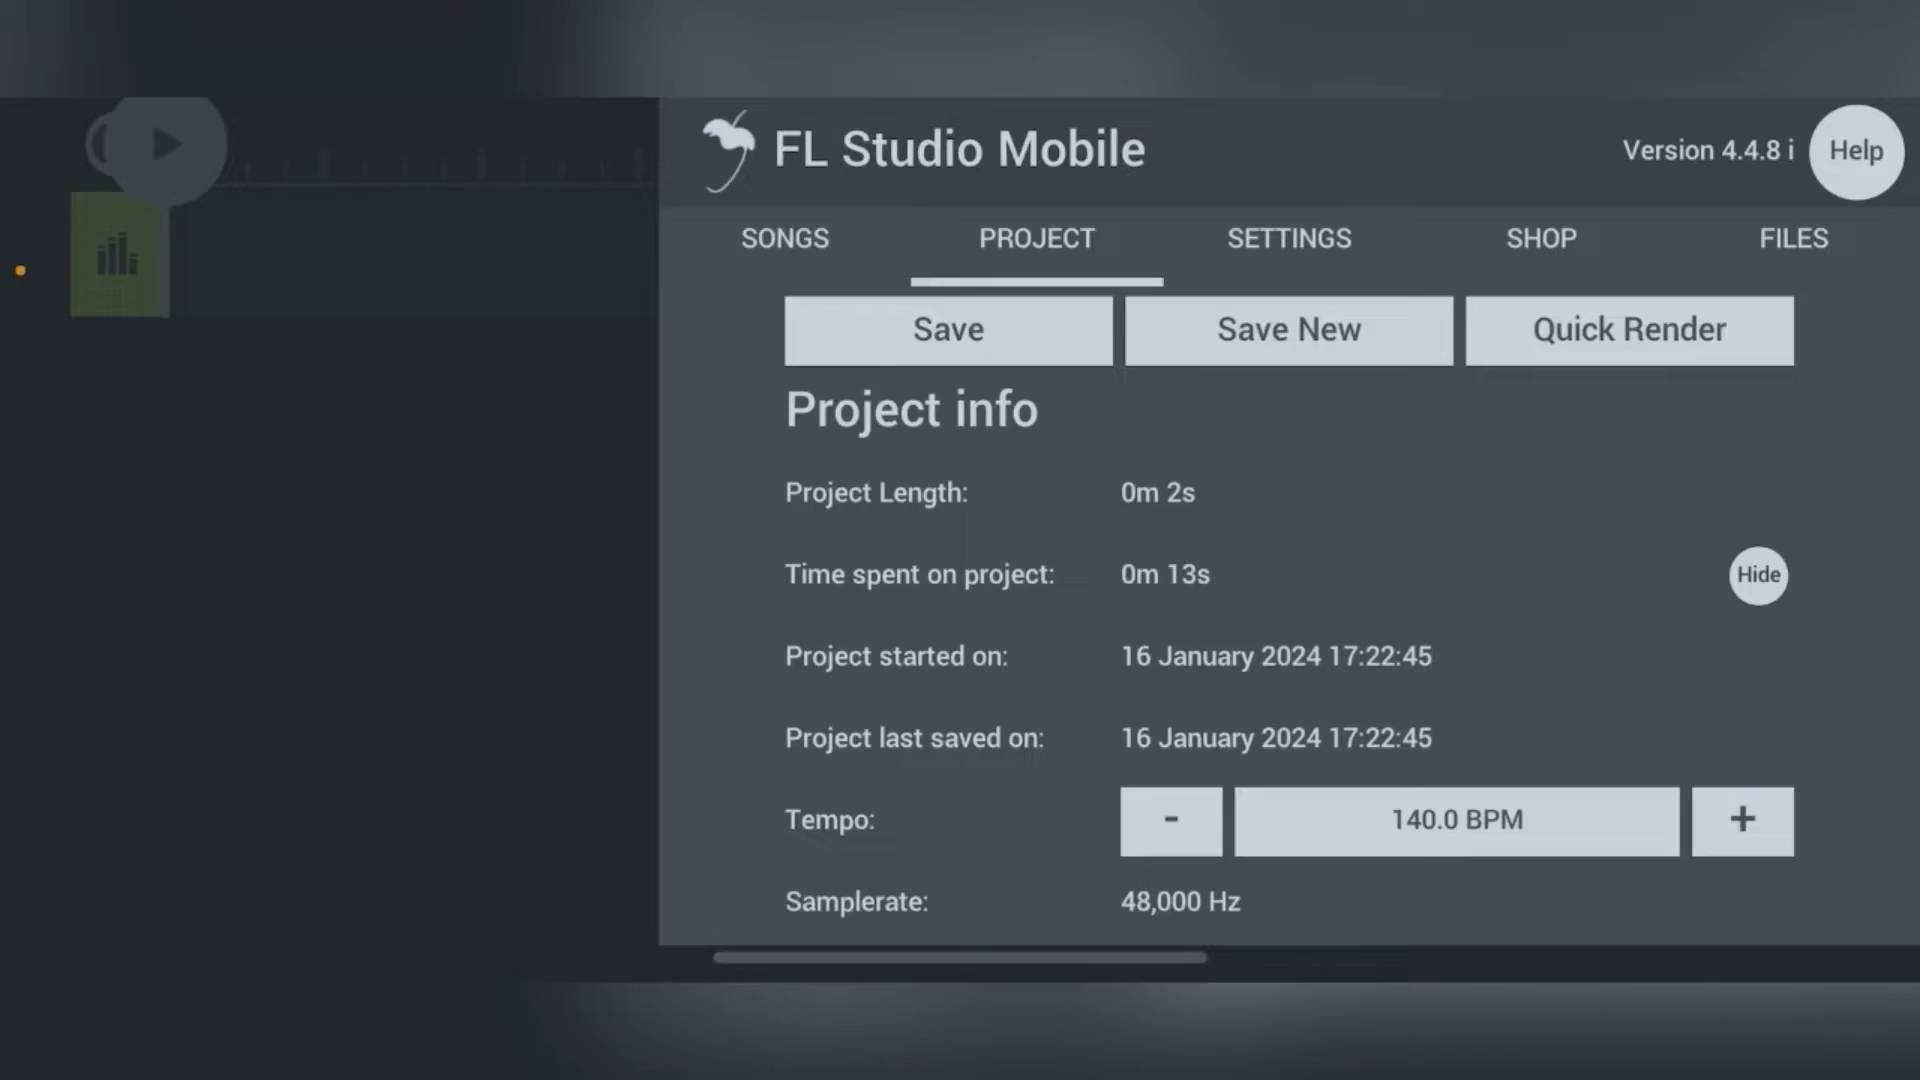 FL Studio Mobile
Version 4.4.8 i
Help
SONGS
PROJECT
SETTINGS
SHOP
FILES
Save
Save New
Quick Render
Project info
Project Length: 0m 2s
Time spent on project: 0m 13s
Hide
Project started on: 16 January 2024 17:22:45
Project last saved on: 16 January 2024 17:22:45
Tempo: - 140.0 BPM +
Samplerate: 48,000 Hz